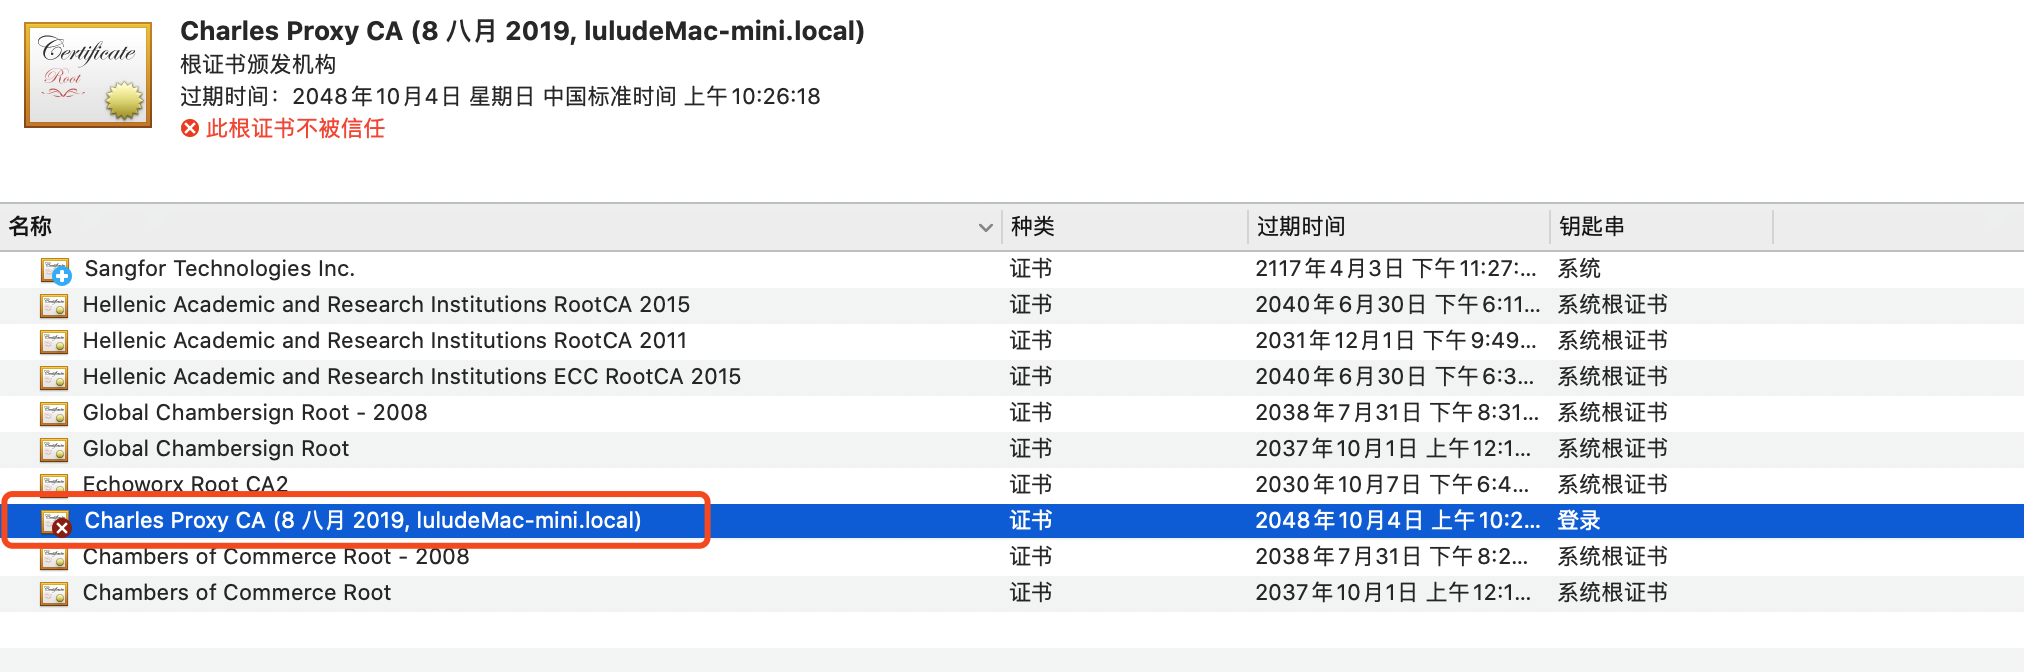 Charles Proxy CA (8 八月 2019, luludeMac-mini.local)
根证书颁发机构
过期时间：2048年10月4日 星期日 中国标准时间 上午10:26:18
此根证书不被信任
Certificate
Root
名称 种类 过期时间 钥匙串
Sangfor Technologies Inc. 证书 2117年4月3日 下午11:27:... 系统
Hellenic Academic and Research Institutions RootCA 2015 证书 2040年6月30日 下午6:11... 系统根证书
Hellenic Academic and Research Institutions RootCA 2011 证书 2031年12月1日 下午9:49... 系统根证书
Hellenic Academic and Research Institutions ECC RootCA 2015 证书 2040年6月30日 下午6:3... 系统根证书
Global Chambersign Root - 2008 证书 2038年7月31日 下午8:31... 系统根证书
Global Chambersign Root 证书 2037年10月1日 上午12:1... 系统根证书
Echoworx Root CA2 证书 2030年10月7日 下午6:4... 系统根证书
Charles Proxy CA (8 八月 2019, luludeMac-mini.local) 证书 2048年10月4日 上午10:2... 登录
Chambers of Commerce Root - 2008 证书 2038年7月31日 下午8:2... 系统根证书
Chambers of Commerce Root 证书 2037年10月1日 上午12:1... 系统根证书